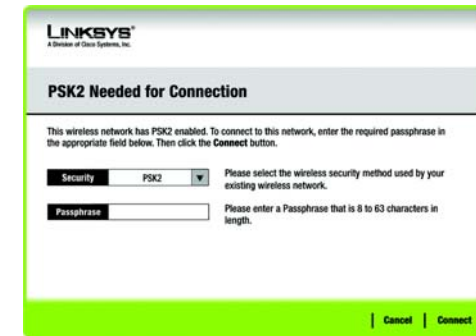 LINKSYS®
A Division of Cisco Systems, Inc.
PSK2 Needed for Connection
This wireless network has PSK2 enabled. To connect to this network, enter the required passphrase in
the appropriate field below. Then click the Connect button.
Security PSK2 Please select the wireless security method used by your
existing wireless network.
Passphrase Please enter a Passphrase that is 8 to 63 characters in
length.
Cancel Connect